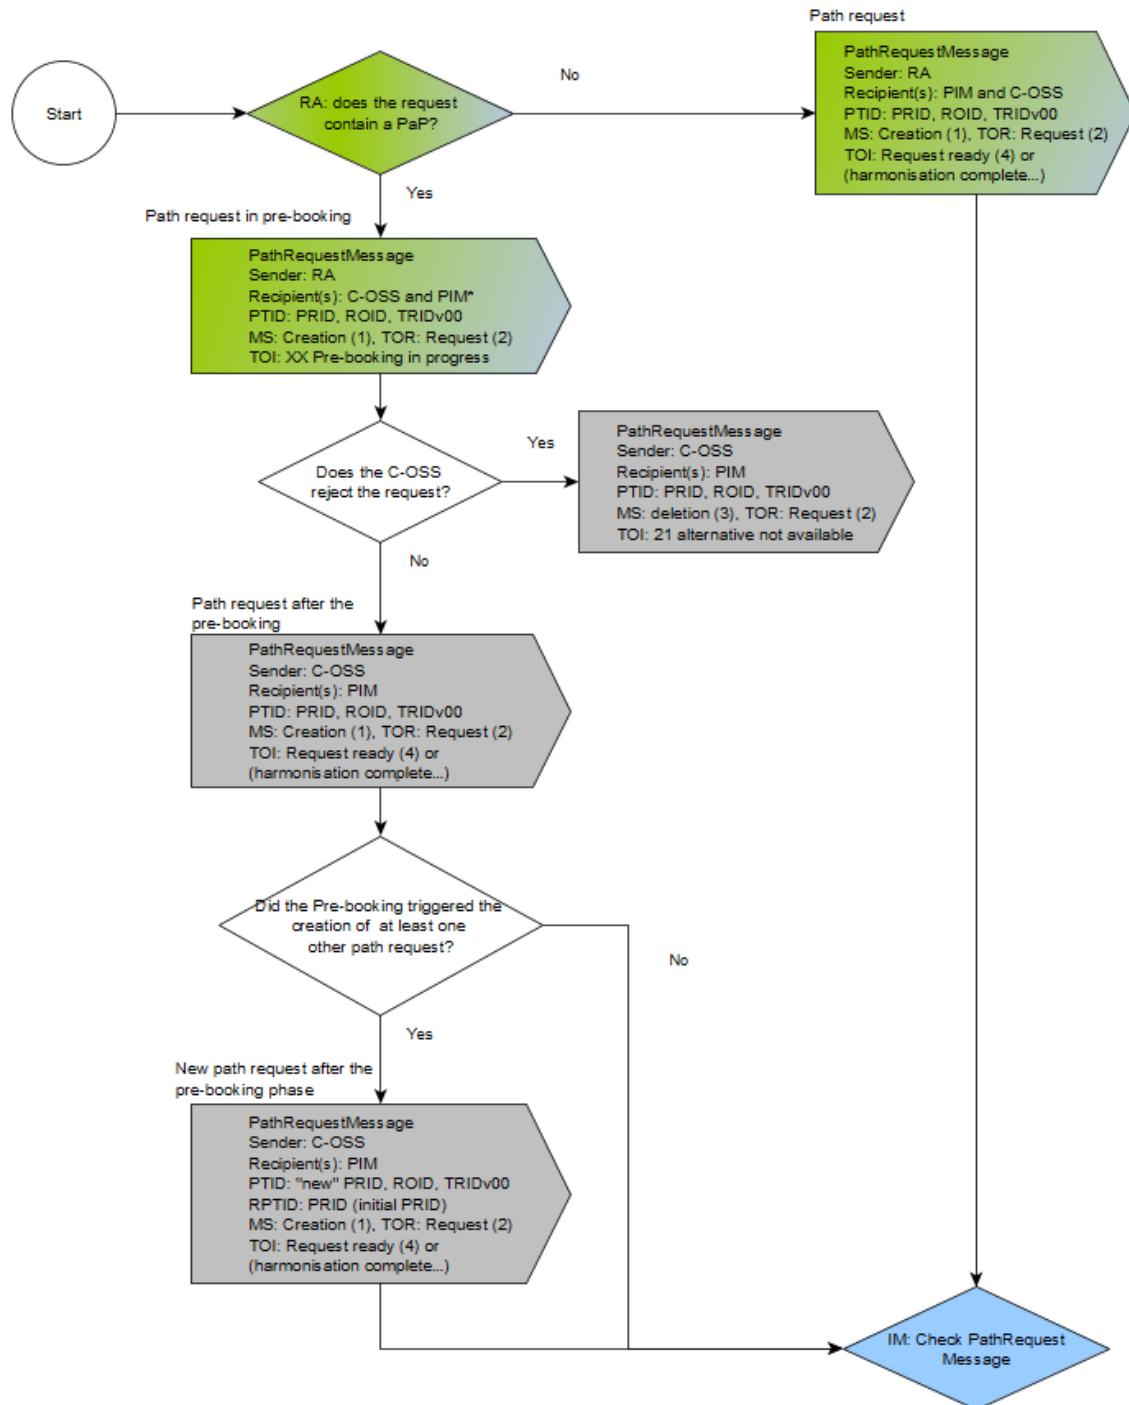 Path request
PathRequestMessage
Sender: RA
Recipient(s): PIM and C-OSS
PTID: PRID, ROID, TRIDv00
MS: Creation (1), TOR: Request (2)
TOI: Request ready (4) or
(harmonisation complete...)
Start
RA: does the request
contain a PaP?
No
Yes
Path request in pre-booking
PathRequestMessage
Sender: RA
Recipient(s): C-OSS and PIM*
PTID: PRID, ROID, TRIDv00
MS: Creation (1), TOR: Request (2)
TOI: XX Pre-booking in progress
Does the C-OSS
reject the request?
Yes
PathRequestMessage
Sender: C-OSS
Recipient(s): PIM
PTID: PRID, ROID, TRIDv00
MS: deletion (3), TOR: Request (2)
TOI: 21 alternative not available
No
Path request after the
pre-booking
PathRequestMessage
Sender: C-OSS
Recipient(s): PIM
PTID: PRID, ROID, TRIDv00
MS: Creation (1), TOR: Request (2)
TOI: Request ready (4) or
(harmonisation complete...)
Did the Pre-booking triggered the
creation of at least one
other path request?
No
Yes
New path request after the
pre-booking phase
PathRequestMessage
Sender: C-OSS
Recipient(s): PIM
PTID: "new" PRID, ROID, TRIDv00
RPTID: PRID (initial PRID)
MS: Creation (1), TOR: Request (2)
TOI: Request ready (4) or
(harmonisation complete...)
IM: Check PathRequest
Message